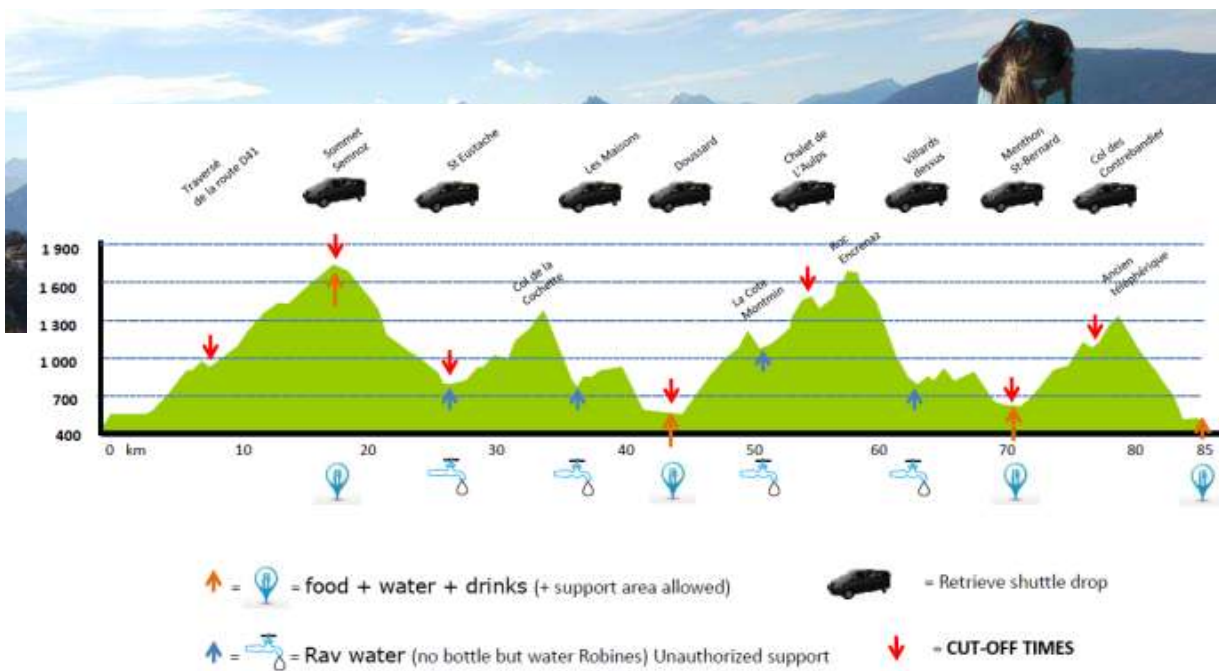 Traverse
de la route D41
Sommet
Semnoz
St Eustache
Les Maisons
Doussard
Chalet de
L'Aulps
Villards
dessus
Menthon
St-Bernard
Col des
Contrebandier
1 900
1 600
1 300
1 000
700
400
Col de la
Cochette
La Cote
Montmin
Roc
Encrenaz
Ancien
téléphérique
0 km 10 20 30 40 50 60 70 80 85
= = food + water + drinks (+ support area allowed)
= Retrieve shuttle drop
= = Rav water (no bottle but water Robines) Unauthorized support
= CUT-OFF TIMES